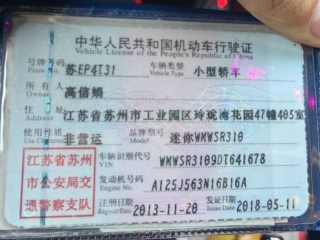 中华人民共和国机动车行驶证
Vehicle License of the People's Republic of China
号牌号码 苏EP4T31 车辆类型 小型轿车
Plate No. Vehicle Type
所有人 高信娟
Owner
住址 江苏省苏州市工业园区玲珑湾花园47幢405室
Address
使用性质 非营运 品牌型号 迷你WMWSR310
Use Character Model
江苏省苏州
市公安局交
通警察支队
车辆识别代号 WMWSR3109DT641678
VIN
发动机号码 A125J563N16B16A
Engine No.
注册日期 2013-11-20 发证日期 2018-05-11
Register Date Issue Date